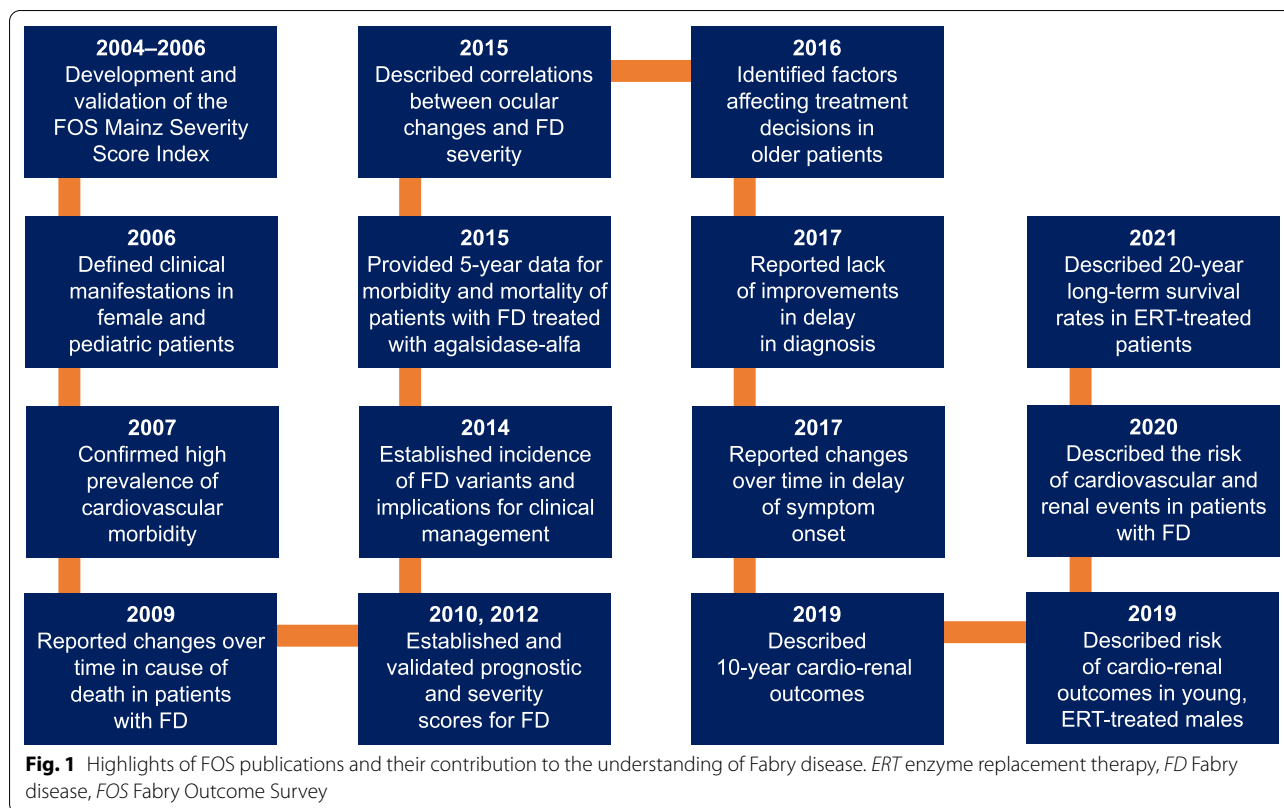 2004–2006
Development and
validation of the
FOS Mainz Severity
Score Index
2006
Defined clinical
manifestations in
female and
pediatric patients
2007
Confirmed high
prevalence of
cardiovascular
morbidity
2009
Reported changes over
time in cause of
death in patients
with FD
2010, 2012
Established and
validated prognostic
and severity
scores for FD
2014
Established incidence
of FD variants and
implications for clinical
management
2015
Provided 5-year data for
morbidity and mortality of
patients with FD treated
with agalsidase-alfa
2015
Described correlations
between ocular
changes and FD
severity
2016
Identified factors
affecting treatment
decisions in
older patients
2017
Reported lack
of improvements
in delay
in diagnosis
2017
Reported changes
over time in delay
of symptom
onset
2019
Described
10-year cardio-renal
outcomes
2019
Described risk
of cardio-renal
outcomes in young,
ERT-treated males
2020
Described the risk
of cardiovascular and
renal events in patients
with FD
2021
Described 20-year
long-term survival
rates in ERT-treated
patients
Fig. 1 Highlights of FOS publications and their contribution to the understanding of Fabry disease. ERT enzyme replacement therapy, FD Fabry
disease, FOS Fabry Outcome Survey